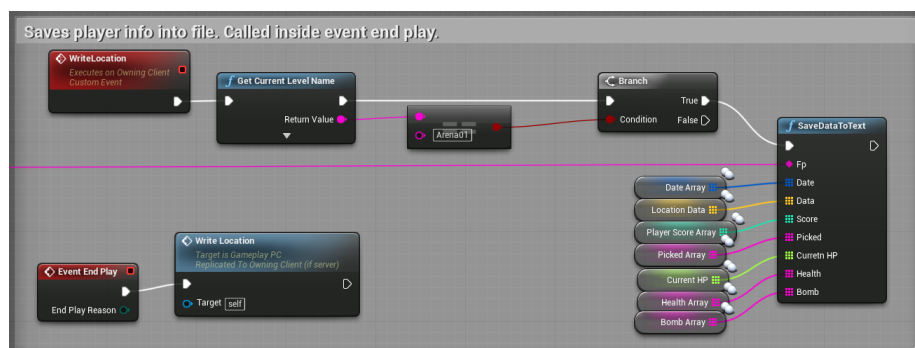 Saves player info into file. Called inside event end play.
WriteLocation
Executes on Owning Client
Custom Event
Get Current Level Name
Return Value
==
Arena01
Branch
True
Condition
False
SaveDataToText
Fp
Date
Data
Score
Picked
Curretn HP
Health
Bomb
Date Array
Location Data
Player Score Array
Picked Array
Current HP
Health Array
Bomb Array
Write Location
Target is Gameplay PC
Replicated To Owning Client (if server)
Target self
Event End Play
End Play Reason